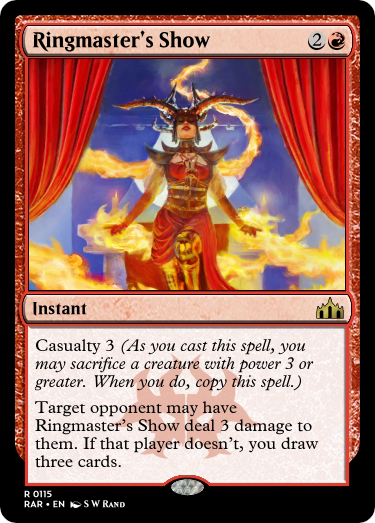 Ringmaster's Show 2
Instant
Casualty 3 (As you cast this spell, you
may sacrifice a creature with power 3 or
greater. When you do, copy this spell.)
Target opponent may have
Ringmaster's Show deal 3 damage to
them. If that player doesn't, you draw
three cards.
R 0115
RAR • EN S W Rand